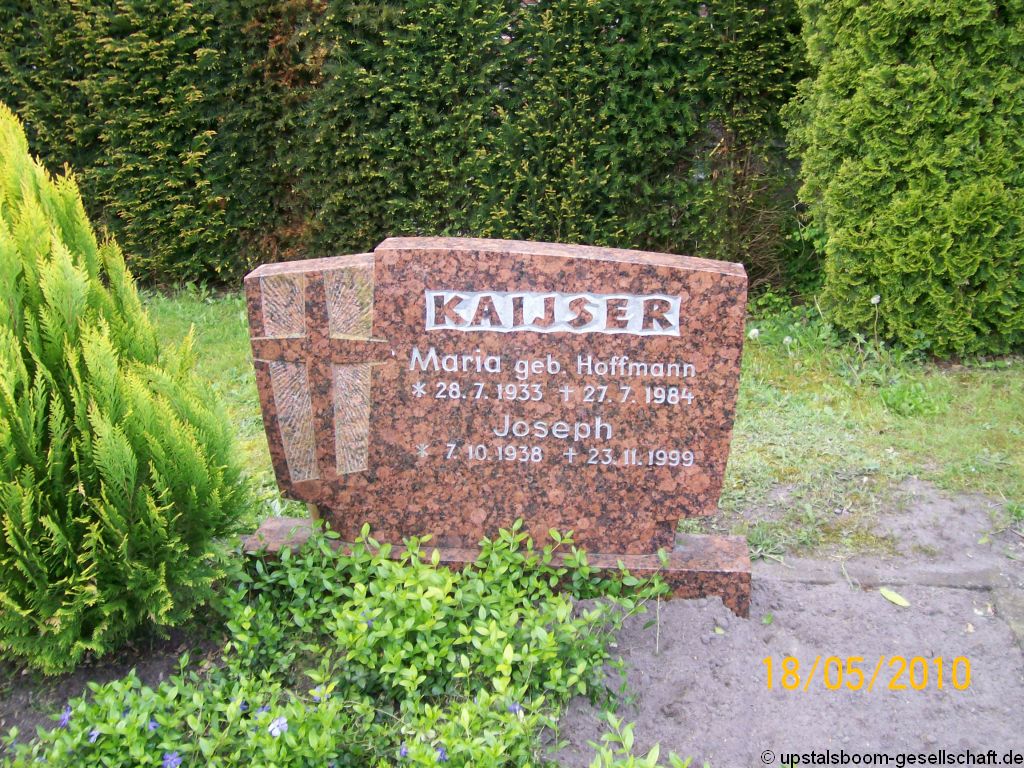 KAIJSER
Maria geb. Hoffmann
* 28. 7. 1933 † 27. 7. 1984
Joseph
* 7. 10. 1938 † 23. 11. 1999
18/05/2010
© upstalsboom-gesellschaft.de